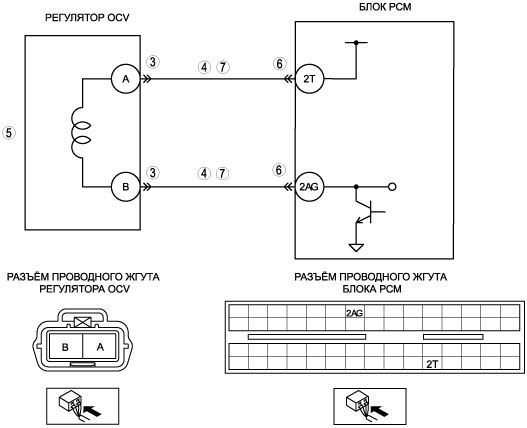 РЕГУЛЯТОР OCV
БЛОК PCM
A
3
4 7
6
2T
5
B
3
4 7
6
2AG
РАЗЪЁМ ПРОВОДНОГО ЖГУТА
РЕГУЛЯТОРА OCV
РАЗЪЁМ ПРОВОДНОГО ЖГУТА
БЛОКА PCM
B A
2AG
2T